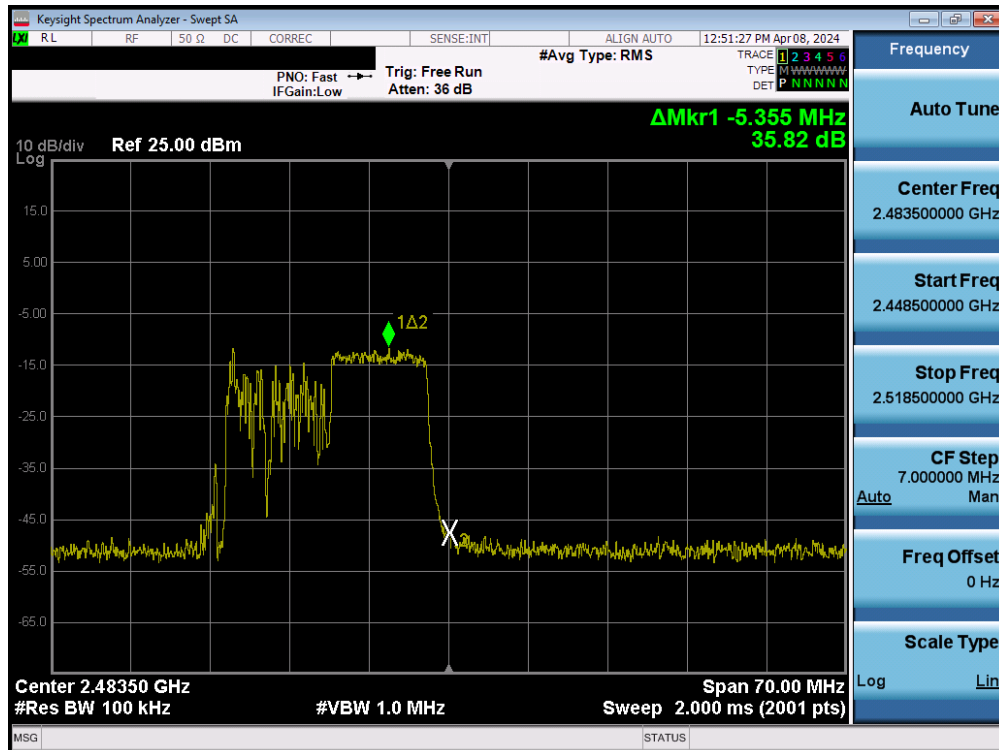 Keysight Spectrum Analyzer - Swept SA
LXI RL RF 50 Ω DC CORREC SENSE:INT ALIGN AUTO 12:51:27 PM Apr 08, 2024
#Avg Type: RMS
TRACE 1 2 3 4 5 6
PNO: Fast Trig: Free Run
TYPE M W W W W W
IFGain:Low Atten: 36 dB
DET P N N N N N
ΔMkr1 -5.355 MHz
35.82 dB
10 dB/div Ref 25.00 dBm
Log
15.0
5.00
-5.00
1Δ2
-15.0
-25.0
-35.0
-45.0
2
-55.0
-65.0
Center 2.48350 GHz Span 70.00 MHz
#Res BW 100 kHz #VBW 1.0 MHz Sweep 2.000 ms (2001 pts)
MSG STATUS
Frequency
Auto Tune
Center Freq
2.483500000 GHz
Start Freq
2.448500000 GHz
Stop Freq
2.518500000 GHz
CF Step
7.000000 MHz
Auto Man
Freq Offset
0 Hz
Scale Type
Log Lin